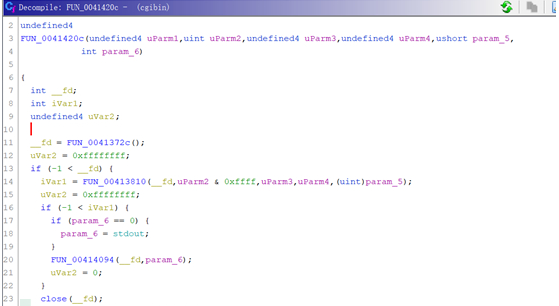 Decompile: FUN_0041420c - (cgibin)
2 undefined4
3 FUN_0041420c(undefined4 uParm1,uint uParm2,undefined4 uParm3,undefined4 uParm4,ushort param_5,
4 int param_6)
5
6 {
7 int __fd;
8 int iVar1;
9 undefined4 uVar2;
10
11 __fd = FUN_0041372c();
12 uVar2 = 0xffffffff;
13 if (-1 < __fd) {
14 iVar1 = FUN_00413810(__fd,uParm2 & 0xffff,uParm3,uParm4,(uint)param_5);
15 uVar2 = 0xffffffff;
16 if (-1 < iVar1) {
17 if (param_6 == 0) {
18 param_6 = stdout;
19 }
20 FUN_00414094(__fd,param_6);
21 uVar2 = 0;
22 }
23 close(__fd);